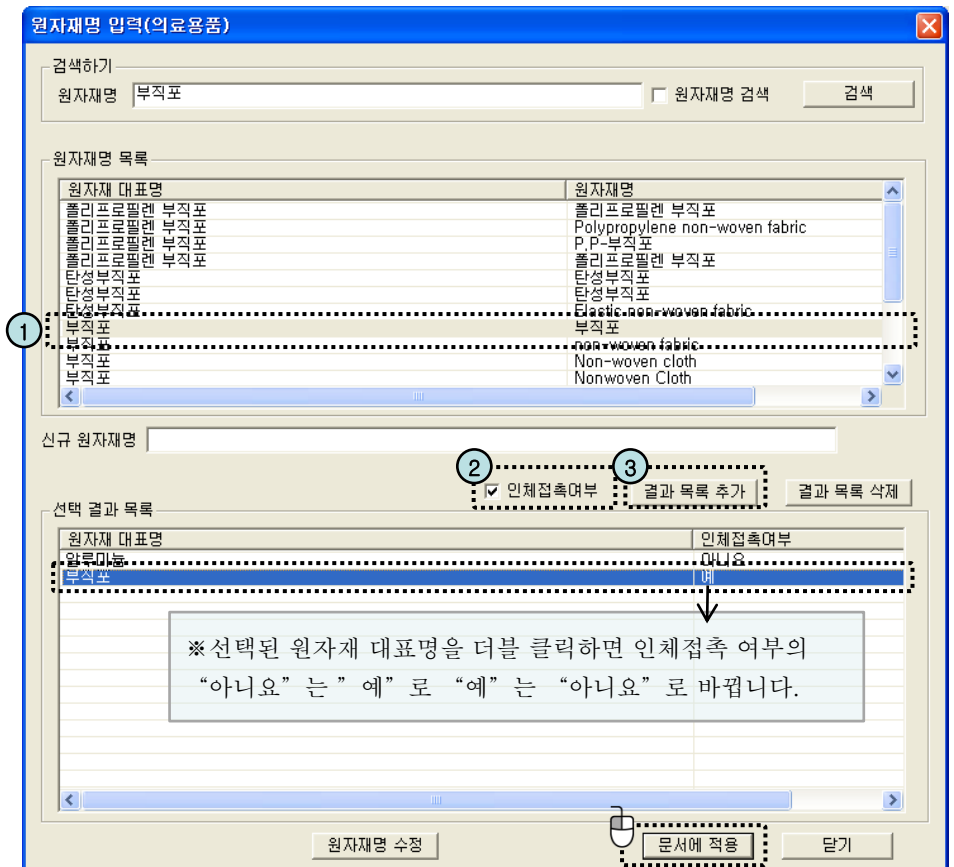 원자재명 입력(의료용품)
검색하기
원자재명 부직포 원자재명 검색 검색
원자재명 목록
원자재 대표명 원자재명
폴리프로필렌 부직포 폴리프로필렌 부직포
폴리프로필렌 부직포 Polypropylene non-woven fabric
폴리프로필렌 부직포 P.P-부직포
폴리프로필렌 부직포 폴리프로필렌 부직포
탄성부직포 탄성부직포
탄성부직포 탄성부직포
탄성부직포 Elastic non-woven fabric
1 부직포 부직포
부직포 non-woven fabric
부직포 Non-woven cloth
부직포 Nonwoven Cloth
신규 원자재명
2 3
인체접촉여부 결과 목록 추가 결과 목록 삭제
선택 결과 목록
원자재 대표명 인체접촉여부
알루미늄 아니요
부직포 예
※선택된 원자재 대표명을 더블 클릭하면 인체접촉 여부의
“아니요”는 ”예”로 “예”는 “아니요”로 바뀝니다.
원자재명 수정 문서에 적용 닫기